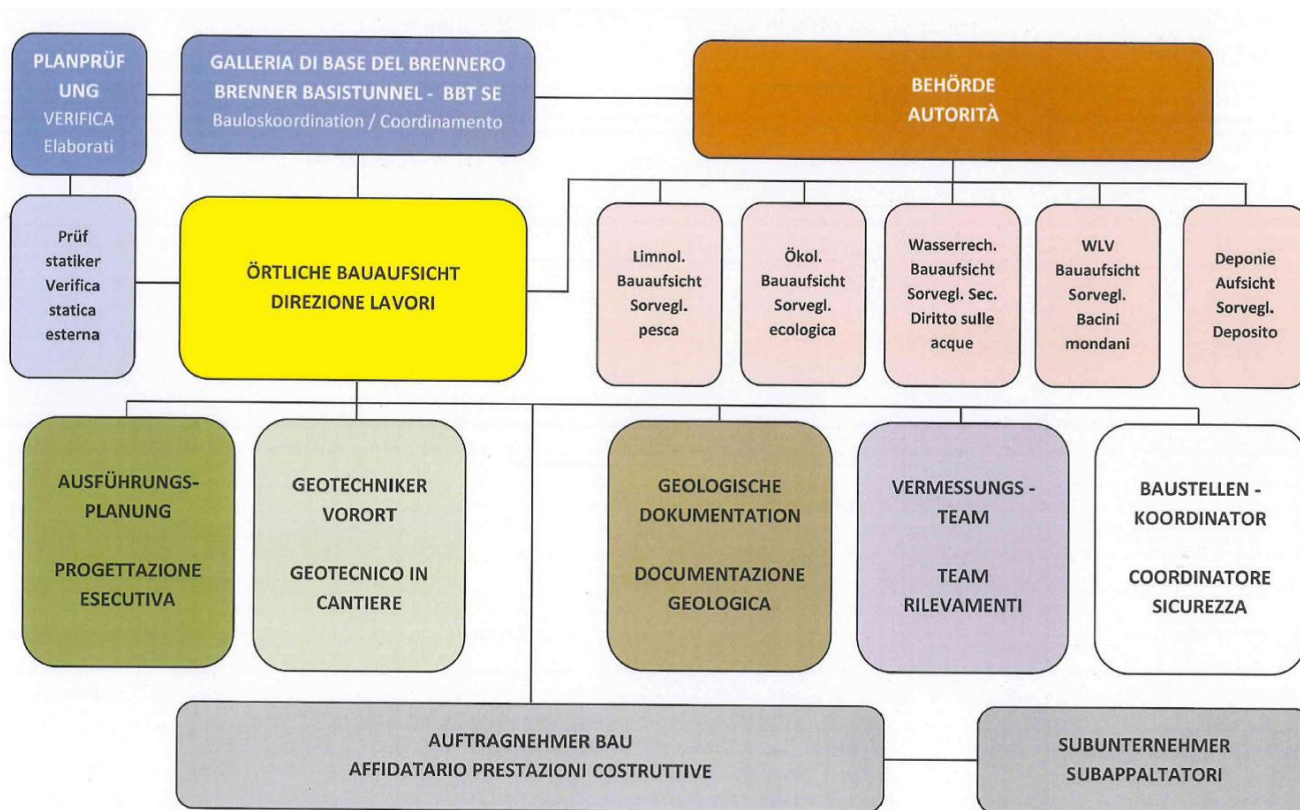 PLANPRÜF
UNG
VERIFICA
Elaborati
GALLERIA DI BASE DEL BRENNERO
BRENNER BASISTUNNEL - BBT SE
Bauloskoordination / Coordinamento
BEHÖRDE
AUTORITÀ
Prüf
statiker
Verifica
statica
esterna
ÖRTLICHE BAUAUFSICHT
DIREZIONE LAVORI
Limnol.
Bauaufsicht
Sorvegl.
pesca
Ökol.
Bauaufsicht
Sorvegl.
ecologica
Wasserrech.
Bauaufsicht
Sorvegl. Sec.
Diritto sulle
acque
WLV
Bauaufsicht
Sorvegl.
Bacini
mondani
Deponie
Aufsicht
Sorvegl.
Deposito
AUSFÜHRUNGS-
PLANUNG
PROGETTAZIONE
ESECUTIVA
GEOTECHNIKER
VORORT
GEOTECNICO IN
CANTIERE
GEOLOGISCHE
DOKUMENTATION
DOCUMENTAZIONE
GEOLOGICA
VERMESSUNGS -
TEAM
TEAM
RILEVAMENTI
BAUSTELLEN -
KOORDINATOR
COORDINATORE
SICUREZZA
AUFTRAGNEHMER BAU
AFFIDATARIO PRESTAZIONI COSTRUTTIVE
SUBUNTERNEHMER
SUBAPPALTATORI